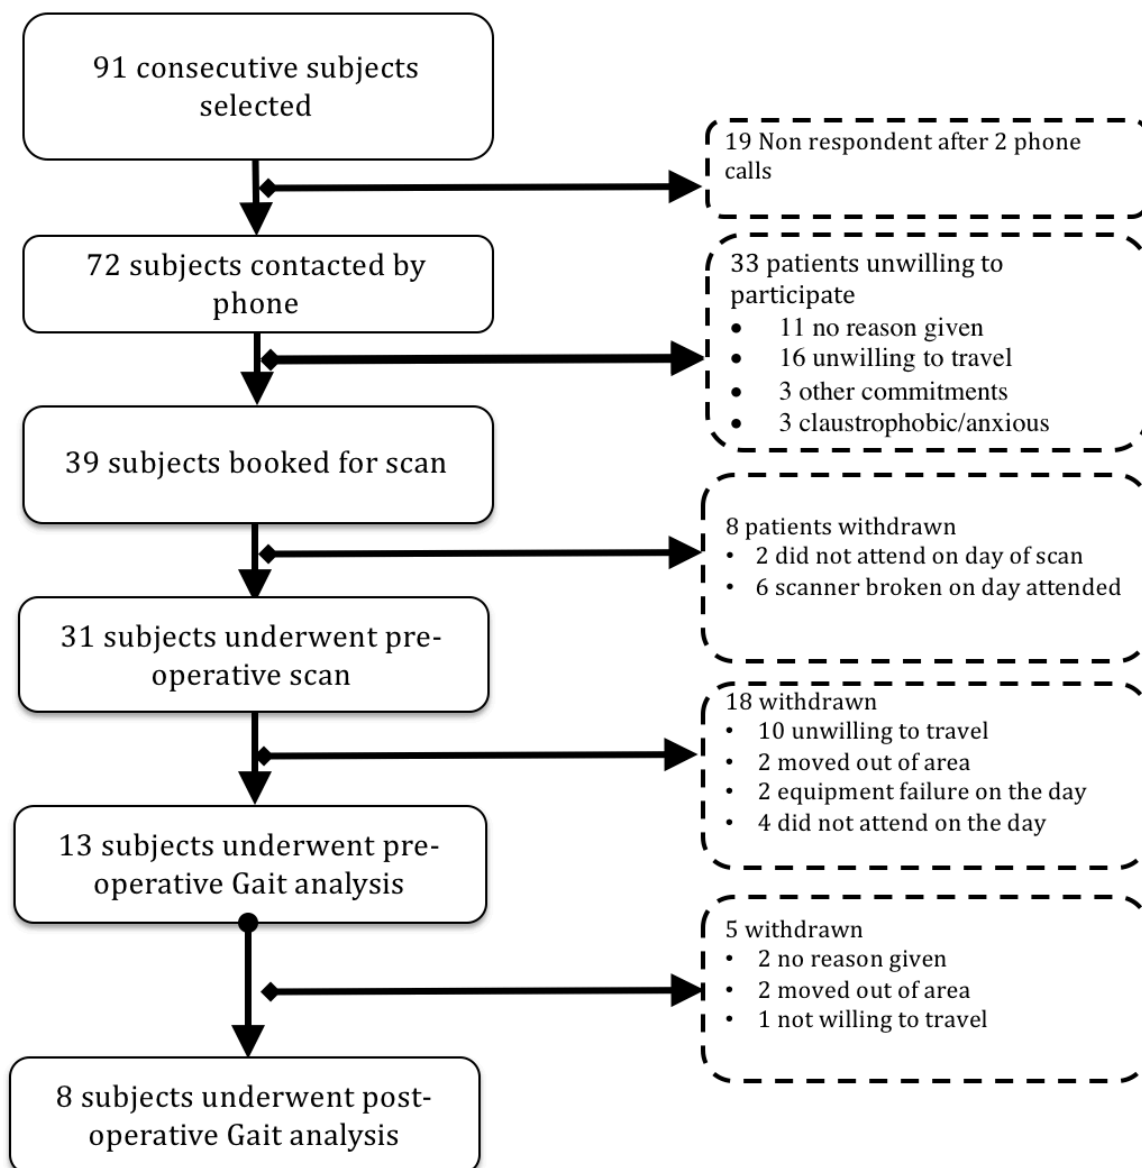 91 consecutive subjects
selected
19 Non respondent after 2 phone
calls
72 subjects contacted by
phone
33 patients unwilling to
participate
• 11 no reason given
• 16 unwilling to travel
• 3 other commitments
• 3 claustrophobic/anxious
39 subjects booked for scan
8 patients withdrawn
• 2 did not attend on day of scan
• 6 scanner broken on day attended
31 subjects underwent pre-
operative scan
18 withdrawn
• 10 unwilling to travel
• 2 moved out of area
• 2 equipment failure on the day
• 4 did not attend on the day
13 subjects underwent pre-
operative Gait analysis
5 withdrawn
• 2 no reason given
• 2 moved out of area
• 1 not willing to travel
8 subjects underwent post-
operative Gait analysis